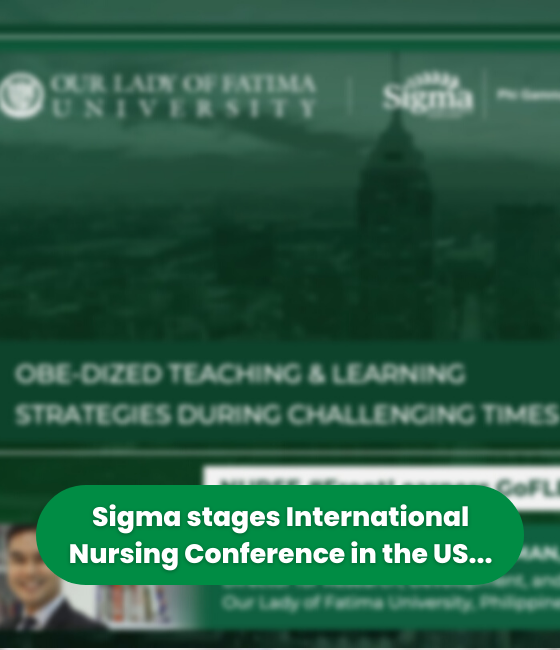 OUR LADY OF FATIMA
UNIVERSITY
Sigma
OBE-DIZED TEACHING & LEARNING
STRATEGIES DURING CHALLENGING TIMES
Sigma stages International
Nursing Conference in the US...
Our Lady of Fatima University, Philippine